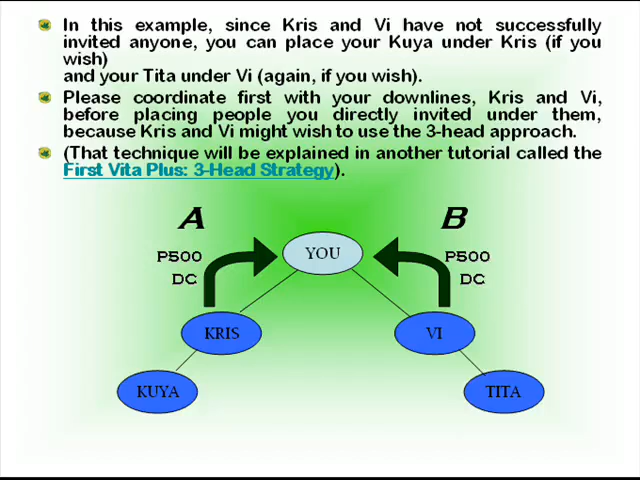 In this example, since Kris and Vi have not successfully
invited anyone, you can place your Kuya under Kris (if you
wish)
and your Tita under Vi (again, if you wish).
Please coordinate first with your downlines, Kris and Vi,
before placing people you directly invited under them,
because Kris and Vi might wish to use the 3-head approach.
(That technique will be explained in another tutorial called the
First Vita Plus: 3-Head Strategy).
A
B
P500
DC
YOU
P500
DC
KRIS
VI
KUYA
TITA